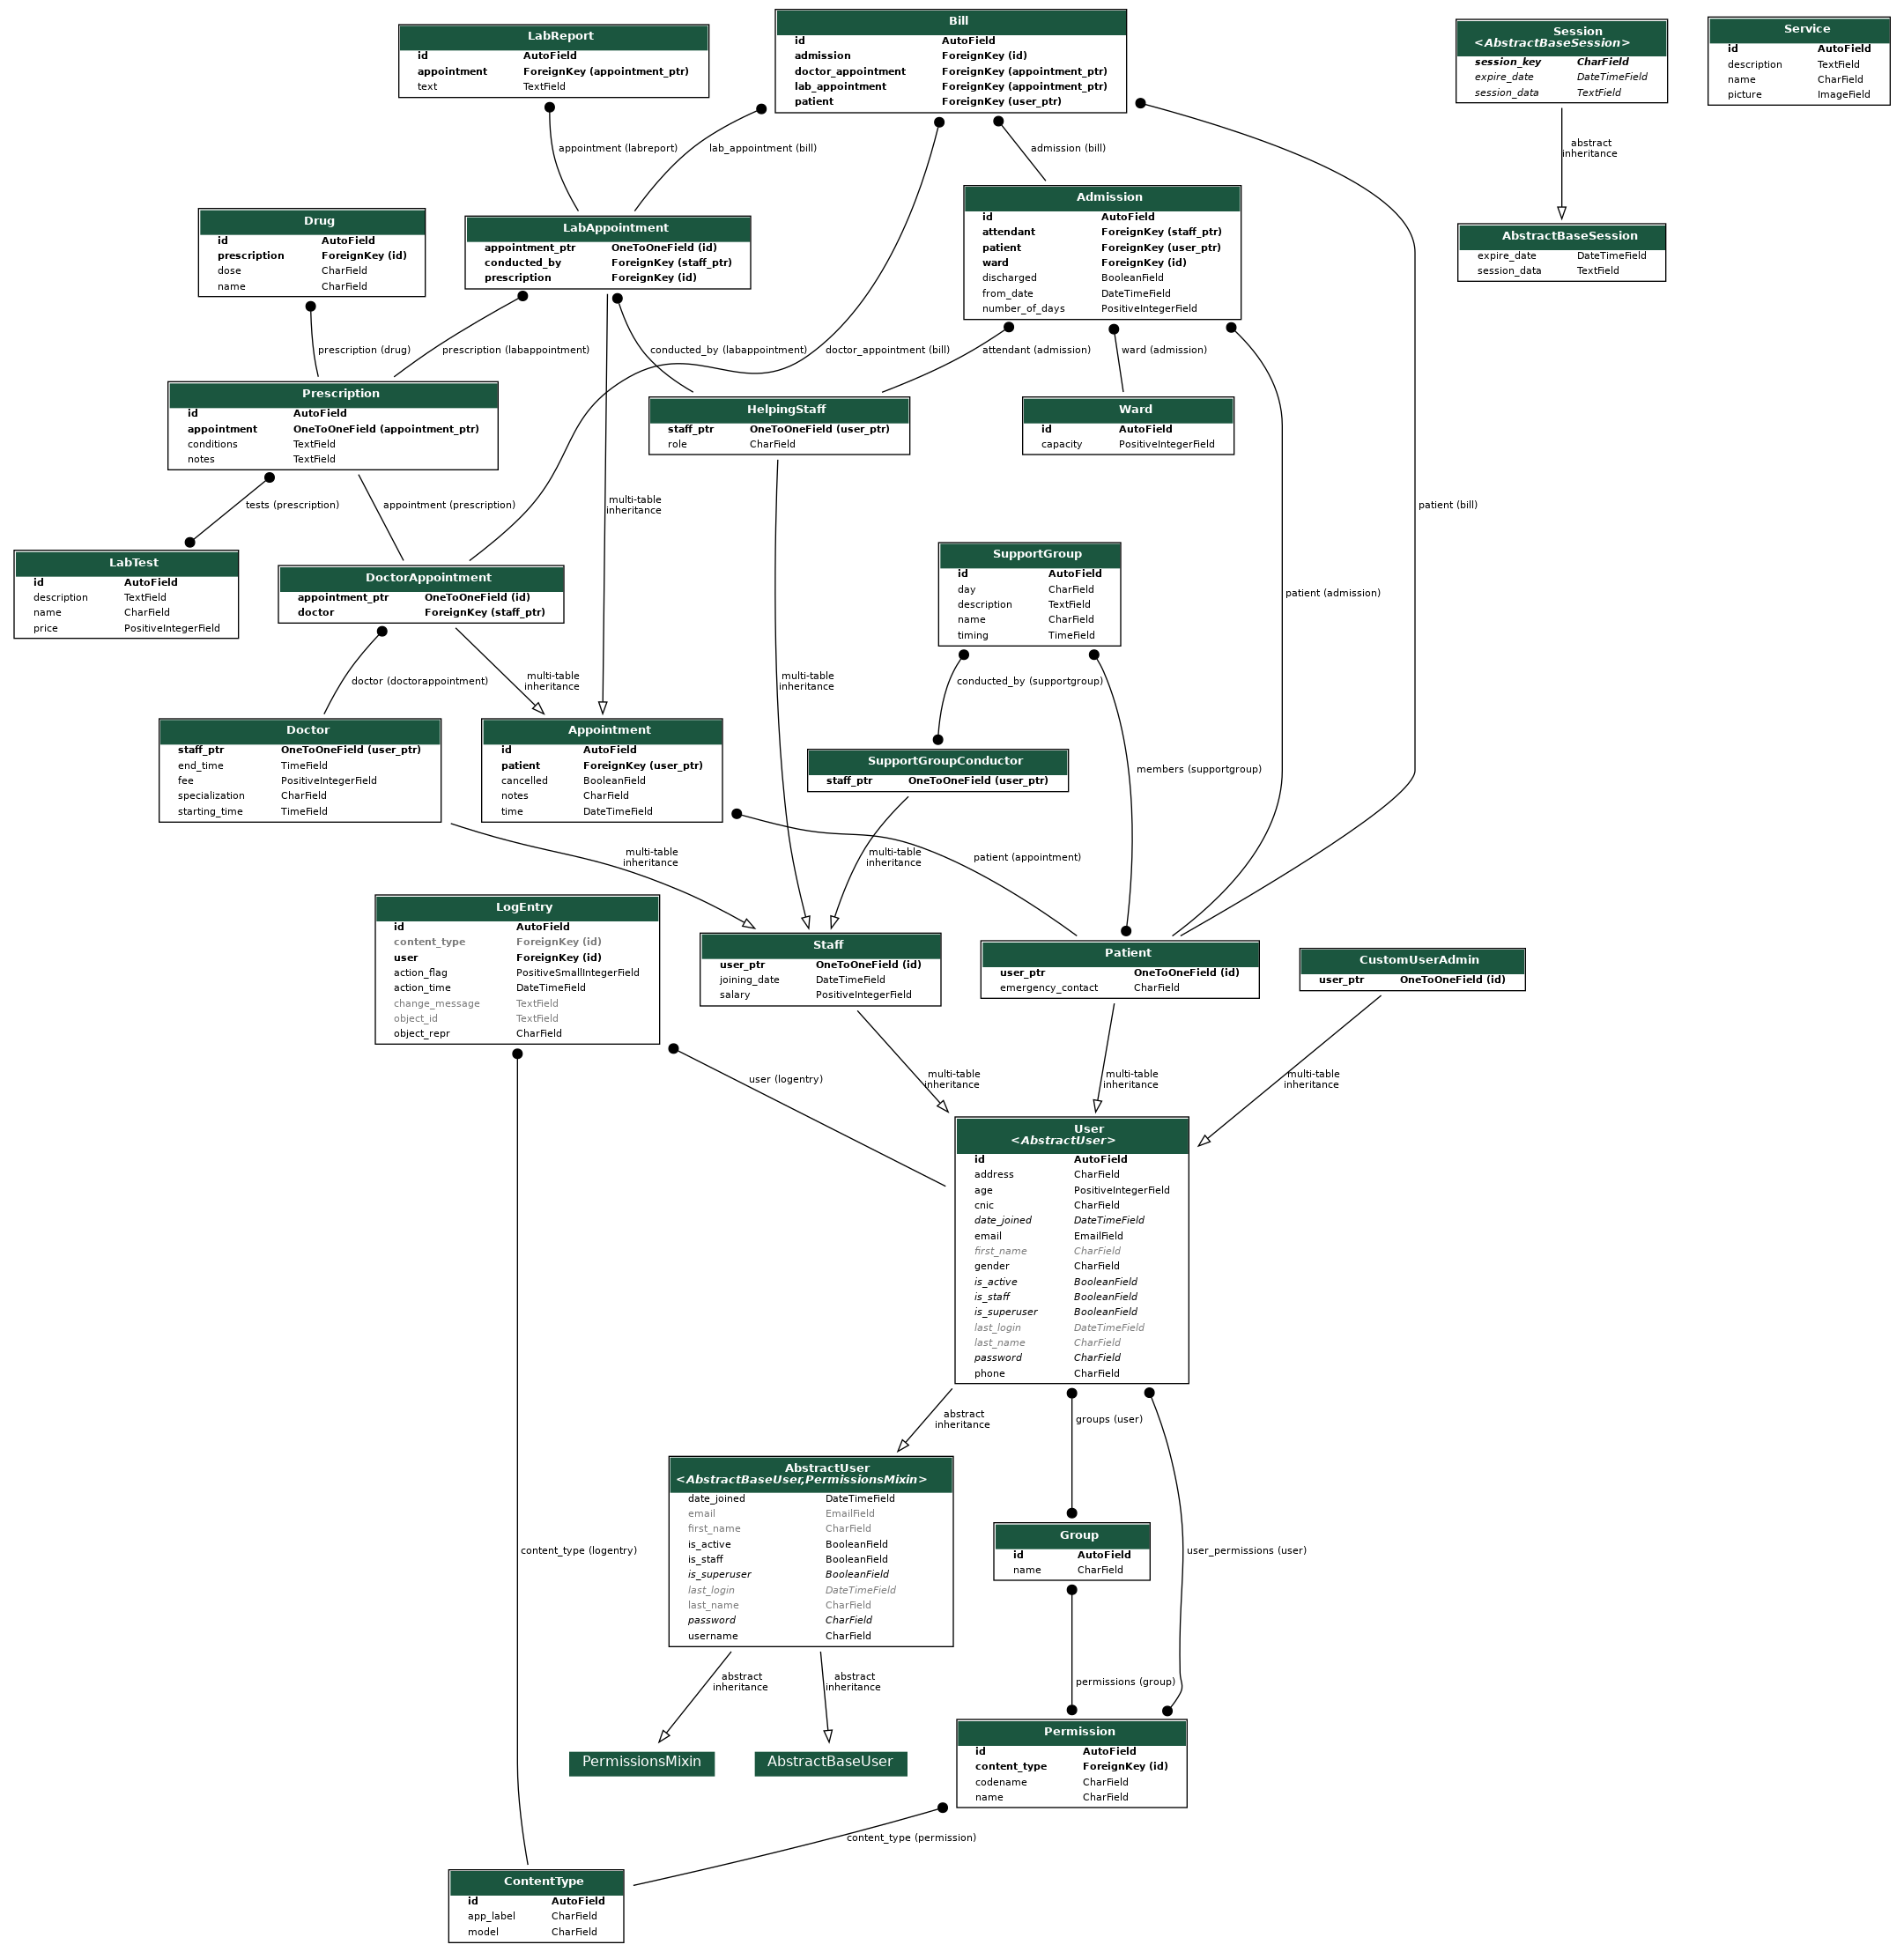 Bill
id AutoField
admission ForeignKey (id)
doctor_appointment ForeignKey (appointment_ptr)
lab_appointment ForeignKey (appointment_ptr)
patient ForeignKey (user_ptr)
LabReport
id AutoField
appointment ForeignKey (appointment_ptr)
text TextField
Session
<AbstractBaseSession>
session_key CharField
expire_date DateTimeField
session_data TextField
Service
id AutoField
description TextField
name CharField
picture ImageField
appointment (labreport)
lab_appointment (bill)
admission (bill)
abstract
inheritance
Drug
id AutoField
prescription ForeignKey (id)
dose CharField
name CharField
LabAppointment
appointment_ptr OneToOneField (id)
conducted_by ForeignKey (staff_ptr)
prescription ForeignKey (id)
Admission
id AutoField
attendant ForeignKey (staff_ptr)
patient ForeignKey (user_ptr)
ward ForeignKey (id)
discharged BooleanField
from_date DateTimeField
number_of_days PositiveIntegerField
AbstractBaseSession
expire_date DateTimeField
session_data TextField
prescription (drug)
prescription (labappointment)
conducted_by (labappointment)
doctor_appointment (bill)
attendant (admission)
ward (admission)
Prescription
id AutoField
appointment OneToOneField (appointment_ptr)
conditions TextField
notes TextField
HelpingStaff
staff_ptr OneToOneField (user_ptr)
role CharField
Ward
id AutoField
capacity PositiveIntegerField
tests (prescription)
appointment (prescription)
multi-table
inheritance
patient (bill)
LabTest
id AutoField
description TextField
name CharField
price PositiveIntegerField
DoctorAppointment
appointment_ptr OneToOneField (id)
doctor ForeignKey (staff_ptr)
SupportGroup
id AutoField
day CharField
description TextField
name CharField
timing TimeField
patient (admission)
doctor (doctorappointment)
multi-table
inheritance
multi-table
inheritance
conducted_by (supportgroup)
members (supportgroup)
Doctor
staff_ptr OneToOneField (user_ptr)
end_time TimeField
fee PositiveIntegerField
specialization CharField
starting_time TimeField
Appointment
id AutoField
patient ForeignKey (user_ptr)
cancelled BooleanField
notes CharField
time DateTimeField
SupportGroupConductor
staff_ptr OneToOneField (user_ptr)
multi-table
inheritance
multi-table
inheritance
patient (appointment)
LogEntry
id AutoField
content_type ForeignKey (id)
user ForeignKey (id)
action_flag PositiveSmallIntegerField
action_time DateTimeField
change_message TextField
object_id TextField
object_repr CharField
Staff
user_ptr OneToOneField (id)
joining_date DateTimeField
salary PositiveIntegerField
Patient
user_ptr OneToOneField (id)
emergency_contact CharField
CustomUserAdmin
user_ptr OneToOneField (id)
user (logentry)
multi-table
inheritance
multi-table
inheritance
multi-table
inheritance
User
<AbstractUser>
id AutoField
address CharField
age PositiveIntegerField
cnic CharField
date_joined DateTimeField
email EmailField
first_name CharField
gender CharField
is_active BooleanField
is_staff BooleanField
is_superuser BooleanField
last_login DateTimeField
last_name CharField
password CharField
phone CharField
abstract
inheritance
groups (user)
AbstractUser
<AbstractBaseUser,PermissionsMixin>
date_joined DateTimeField
email EmailField
first_name CharField
is_active BooleanField
is_staff BooleanField
is_superuser BooleanField
last_login DateTimeField
last_name CharField
password CharField
username CharField
Group
id AutoField
name CharField
content_type (logentry)
user_permissions (user)
abstract
inheritance
abstract
inheritance
permissions (group)
PermissionsMixin
AbstractBaseUser
Permission
id AutoField
content_type ForeignKey (id)
codename CharField
name CharField
content_type (permission)
ContentType
id AutoField
app_label CharField
model CharField